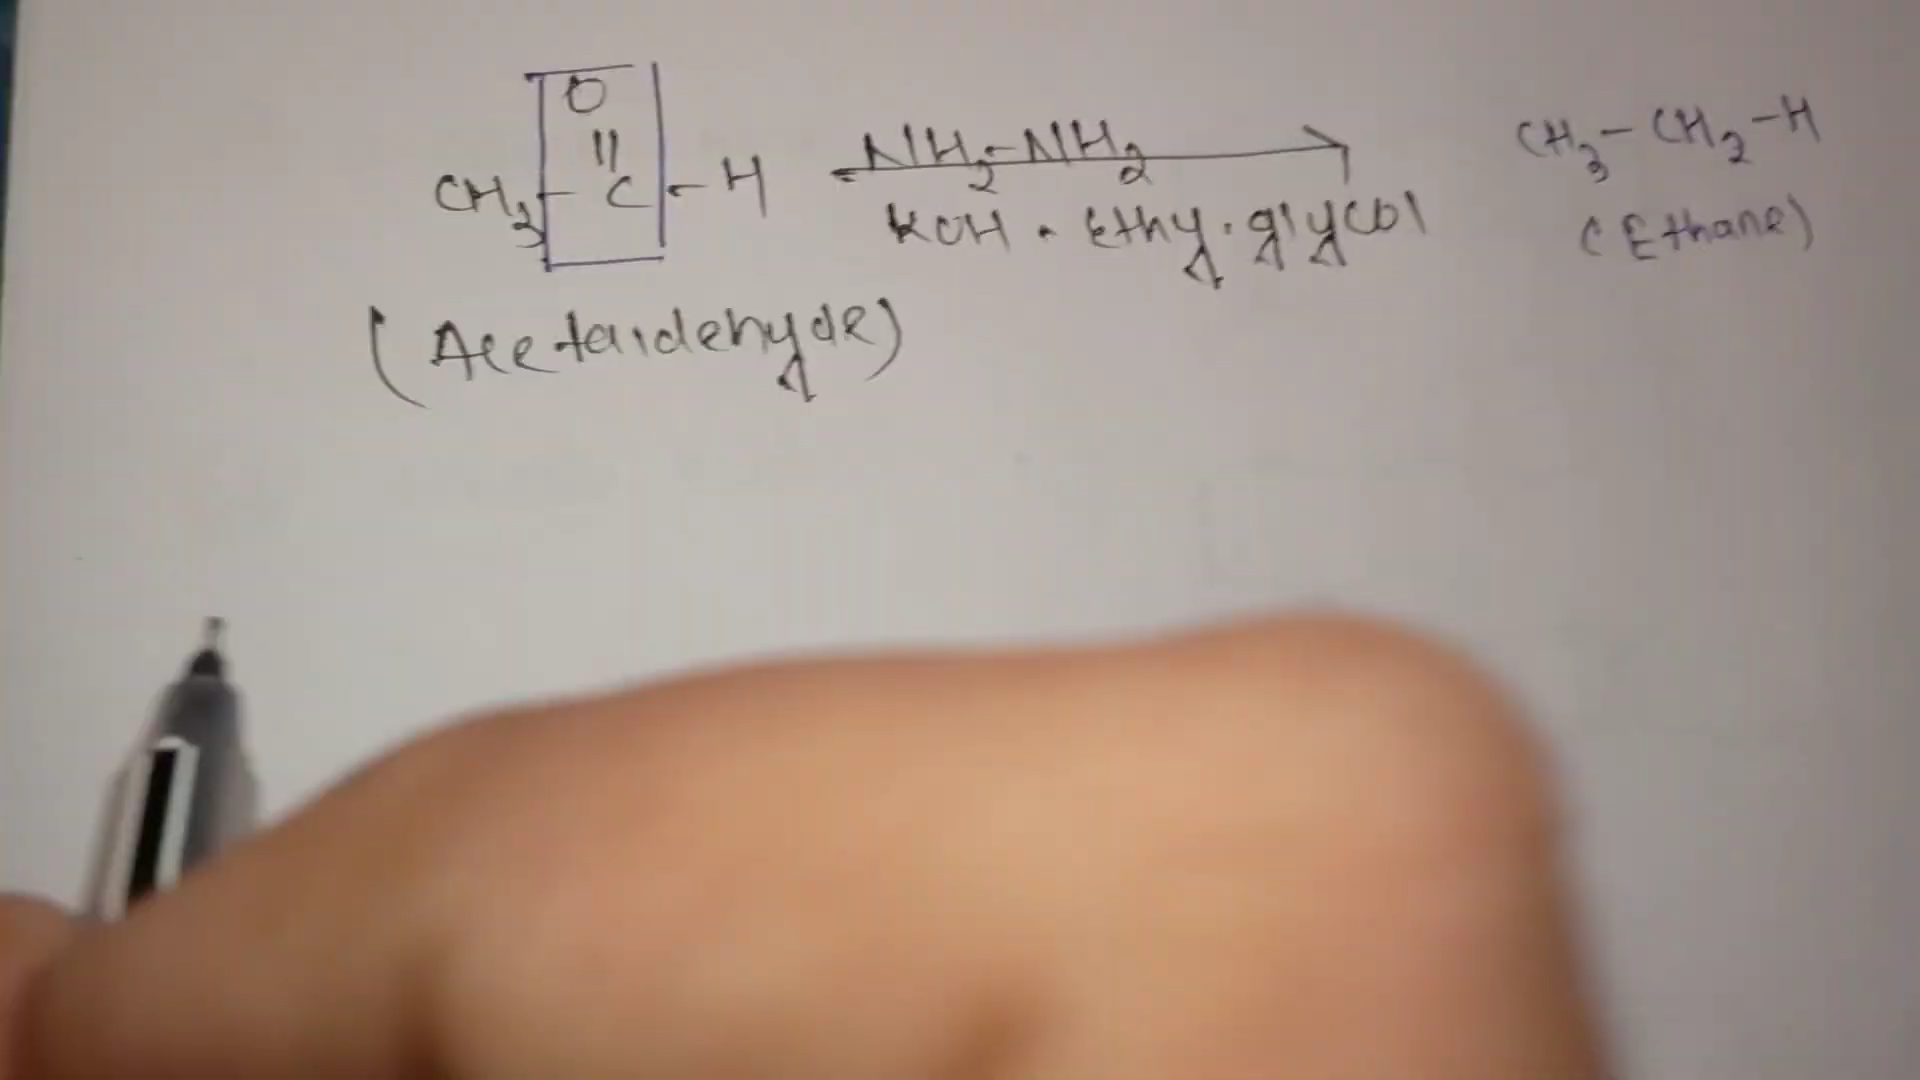 O
||
CH3 - C - H NH2-NH2 CH3 - CH2 - H
KOH . Ethy. glycol (Ethane)
(Acetaldehyde)